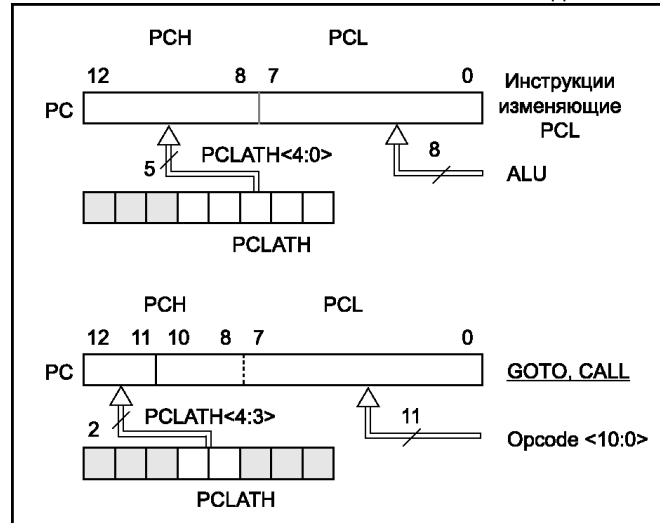 PCH PCL
12 8 7 0
PC
Инструкции
изменяющие
PCL
5 PCLATH<4:0>
8
ALU
PCLATH
PCH PCL
12 11 10 8 7 0
PC
GOTO, CALL
2 PCLATH<4:3>
11
Opcode <10:0>
PCLATH